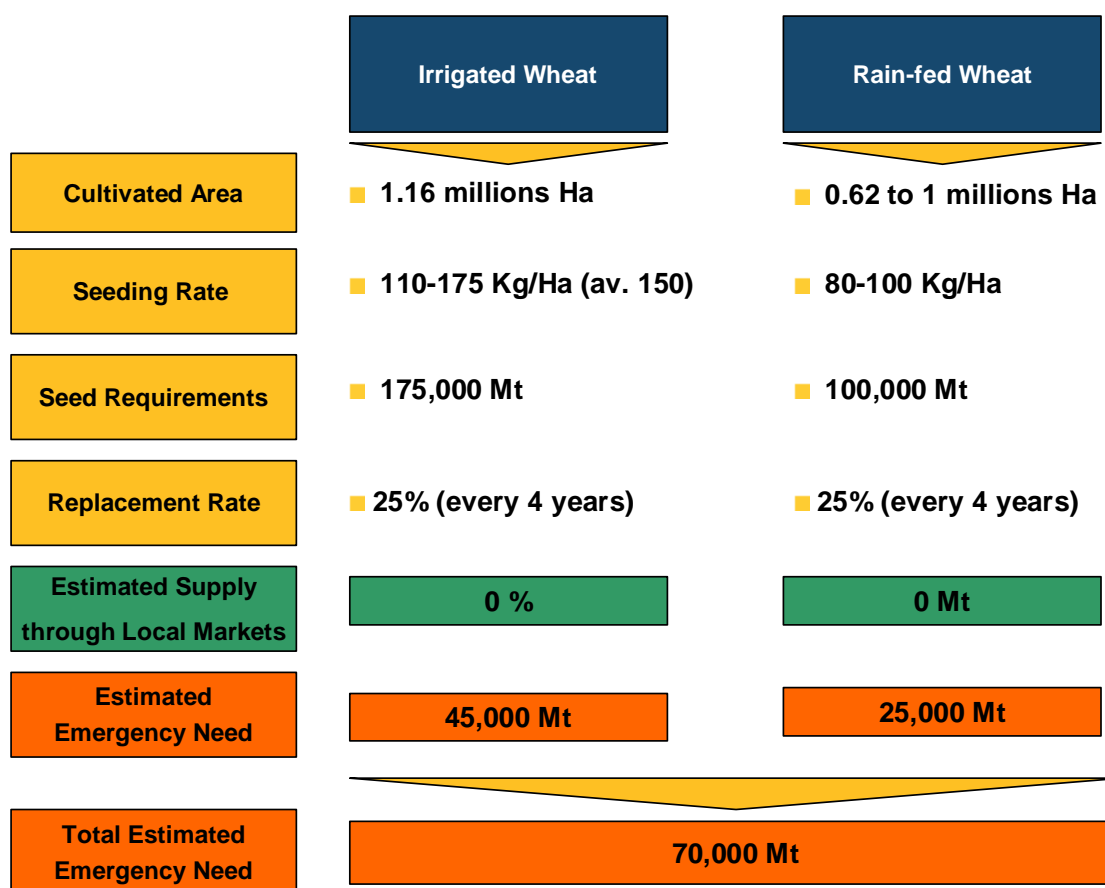 Irrigated Wheat
Rain-fed Wheat
Cultivated Area
1.16 millions Ha
0.62 to 1 millions Ha
Seeding Rate
110-175 Kg/Ha (av. 150)
80-100 Kg/Ha
Seed Requirements
175,000 Mt
100,000 Mt
Replacement Rate
25% (every 4 years)
25% (every 4 years)
Estimated Supply
through Local Markets
0 %
0 Mt
Estimated
Emergency Need
45,000 Mt
25,000 Mt
Total Estimated
Emergency Need
70,000 Mt